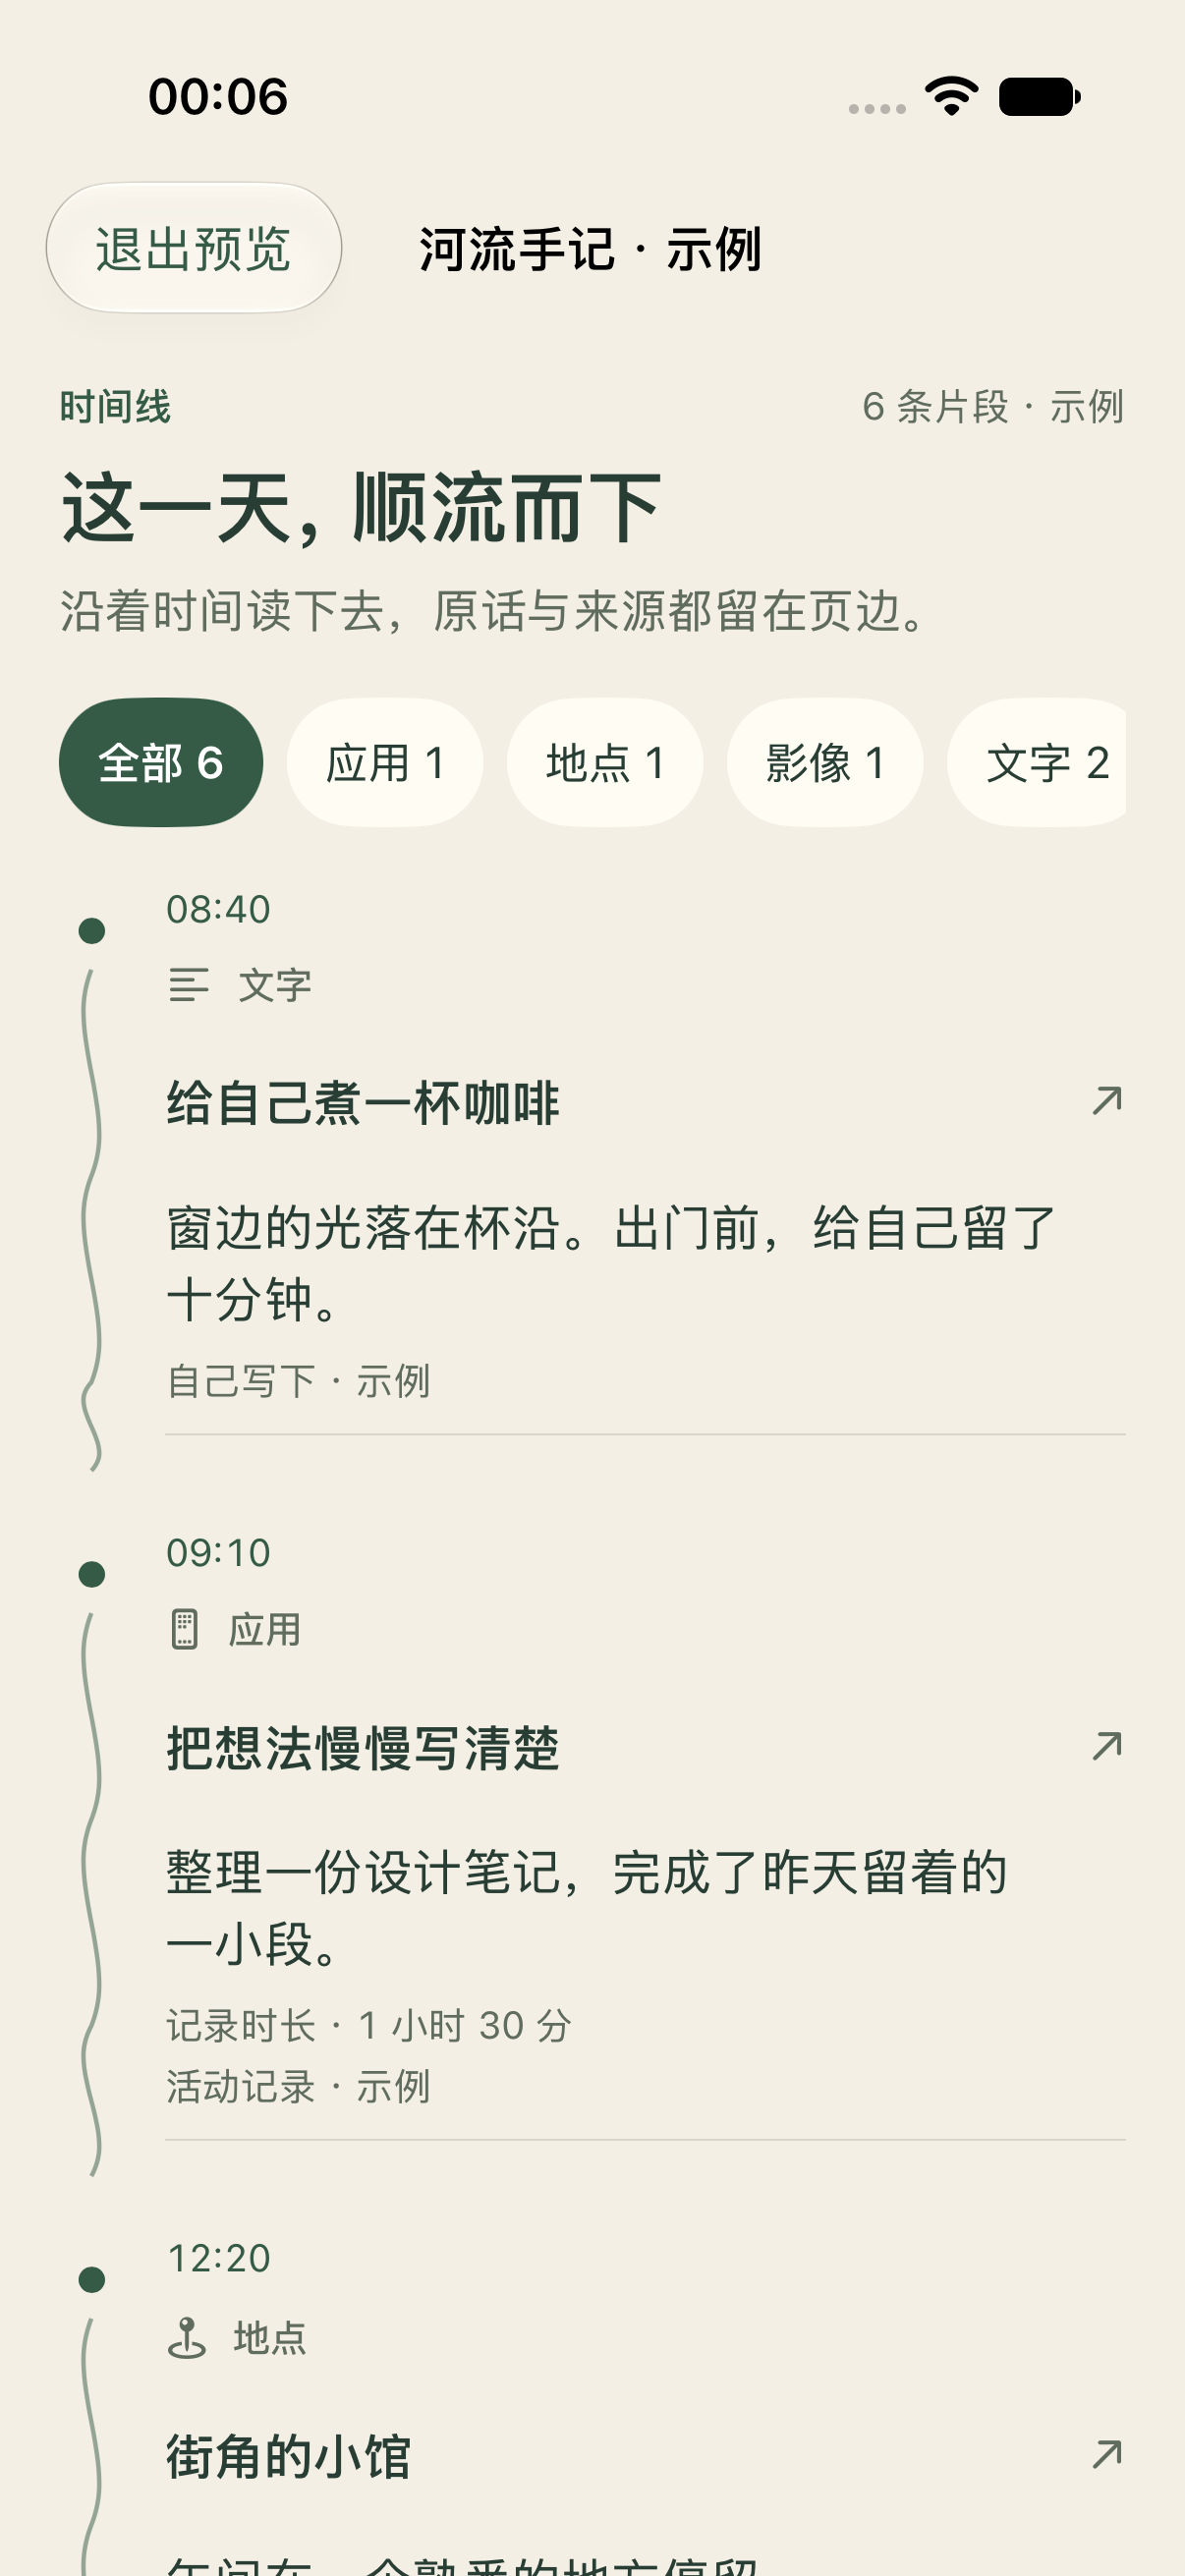 00:06
退出预览
河流手记 · 示例
时间线
6 条片段 · 示例
这一天，顺流而下
沿着时间读下去，原话与来源都留在页边。
全部 6
应用 1
地点 1
影像 1
文字 2
08:40
文字
给自己煮一杯咖啡
窗边的光落在杯沿。出门前，给自己留了
十分钟。
自己写下 · 示例
09:10
应用
把想法慢慢写清楚
整理一份设计笔记，完成了昨天留着的
一小段。
记录时长 · 1 小时 30 分
活动记录 · 示例
12:20
地点
街角的小馆